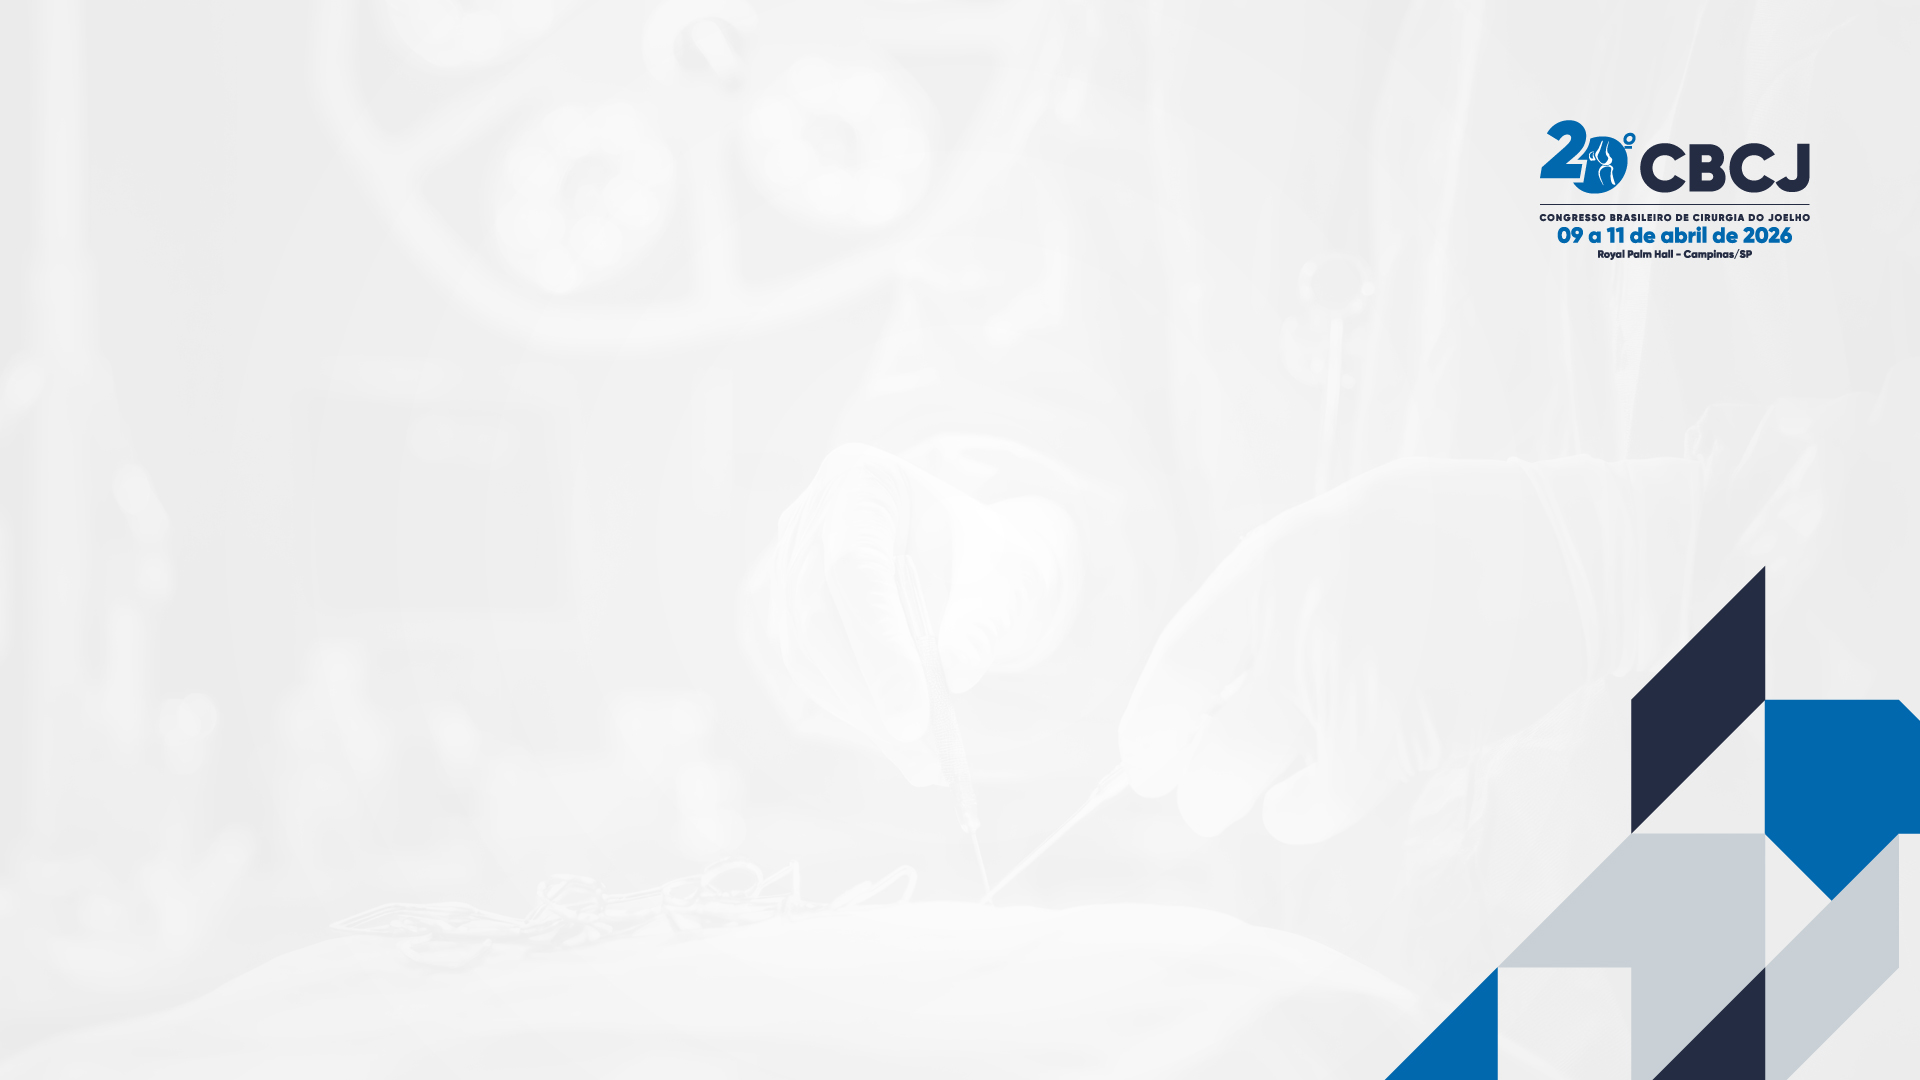 20º CBCJ
CONGRESSO BRASILEIRO DE CIRURGIA DO JOELHO
09 a 11 de abril de 2026
Royal Palm Hall - Campinas/SP